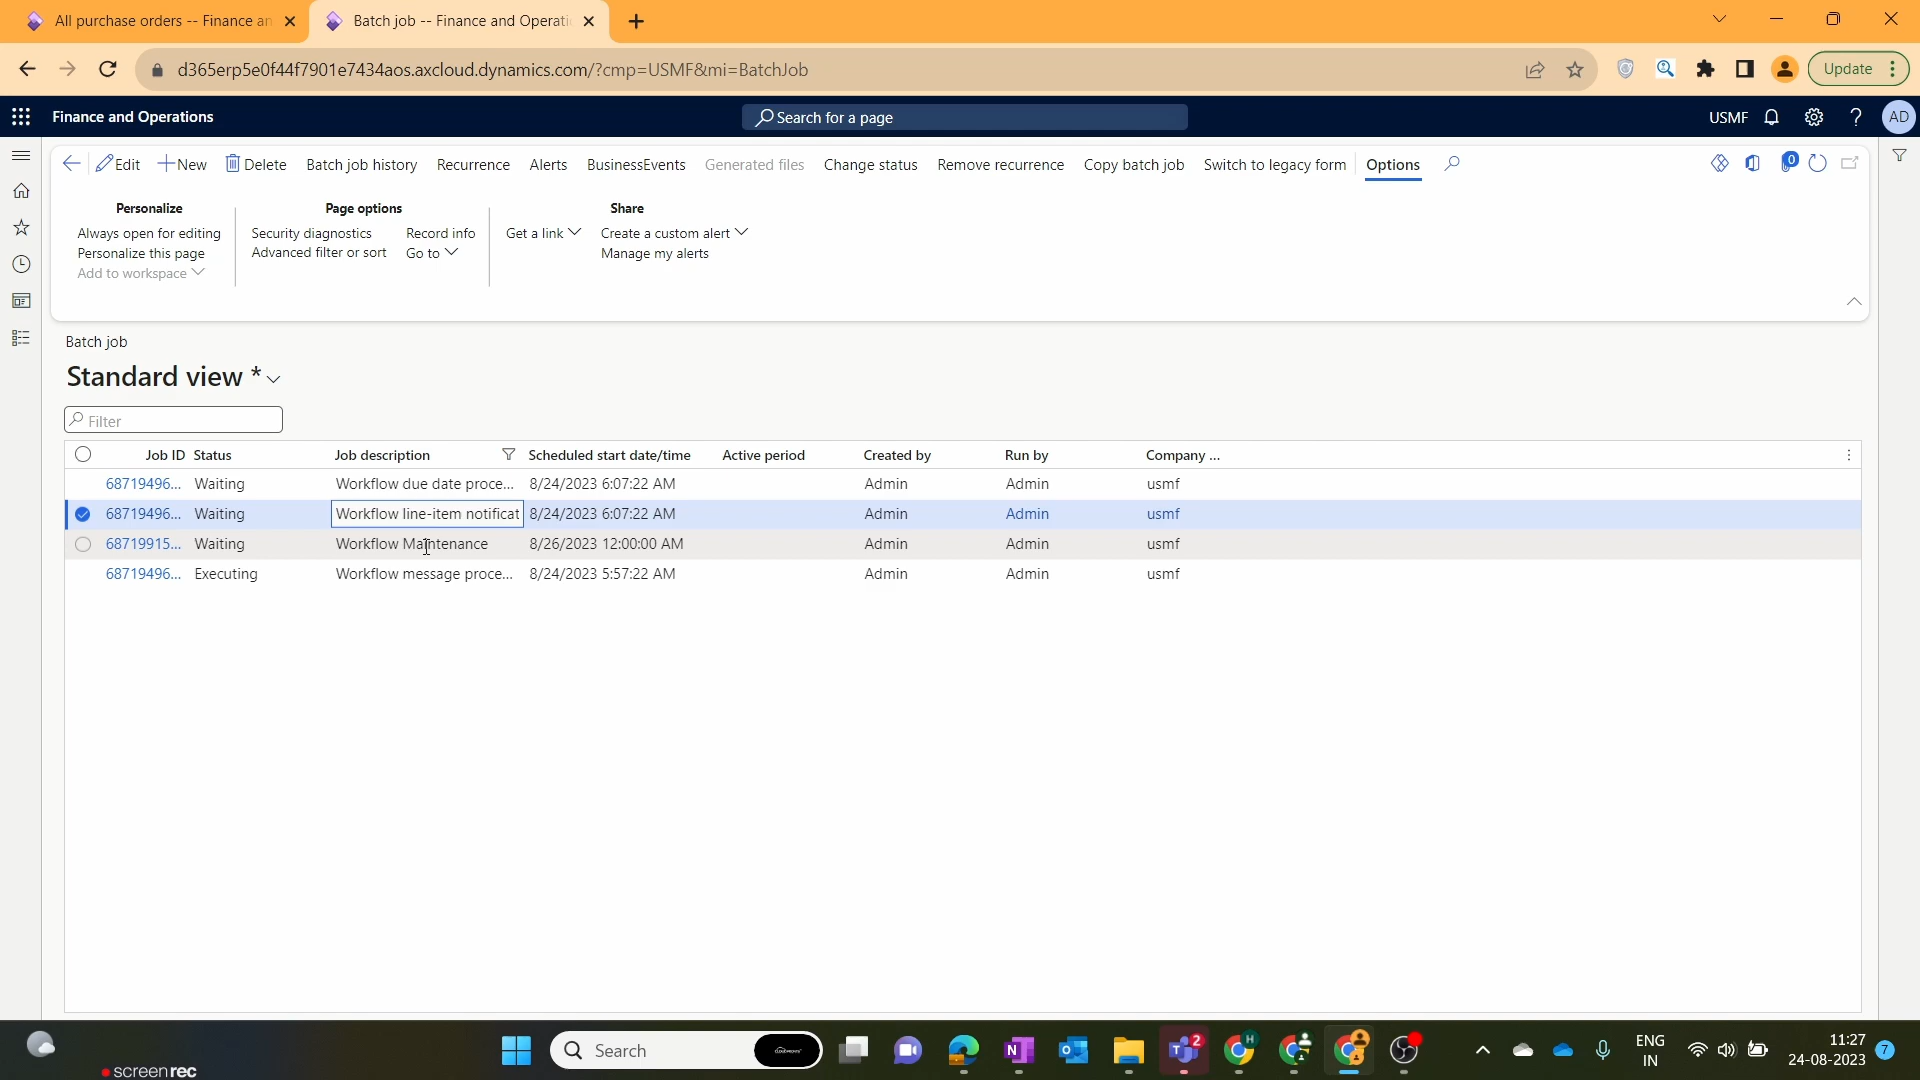 All purchase orders -- Finance an
Batch job -- Finance and Operati
d365erp5e0f44f7901e7434aos.axcloud.dynamics.com/?cmp=USMF&mi=BatchJob
Update
Finance and Operations
Search for a page
USMF
AD
Edit
New
Delete
Batch job history
Recurrence
Alerts
BusinessEvents
Generated files
Change status
Remove recurrence
Copy batch job
Switch to legacy form
Options
0
Personalize
Always open for editing
Personalize this page
Add to workspace
Page options
Security diagnostics
Advanced filter or sort
Record info
Go to
Share
Get a link
Create a custom alert
Manage my alerts
Batch job
Standard view *
Filter
Job ID Status Job description Scheduled start date/time Active period Created by Run by Company ...
68719496... Waiting Workflow due date proce... 8/24/2023 6:07:22 AM Admin Admin usmf
68719496... Waiting Workflow line-item notificat 8/24/2023 6:07:22 AM Admin Admin usmf
68719915... Waiting Workflow Maintenance 8/26/2023 12:00:00 AM Admin Admin usmf
68719496... Executing Workflow message proce... 8/24/2023 5:57:22 AM Admin Admin usmf
screenrec
Search
2
H
ENG
IN
11:27
24-08-2023
7